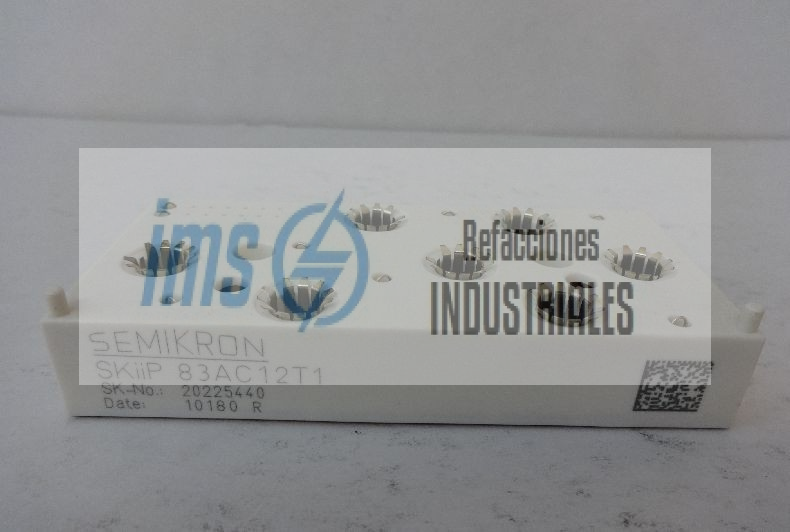 ims
Refacciones
INDUSTRIALES
SEMIKRON
SKiiP 83AC12T1
SK-No.: 20225440
Date: 10180 R